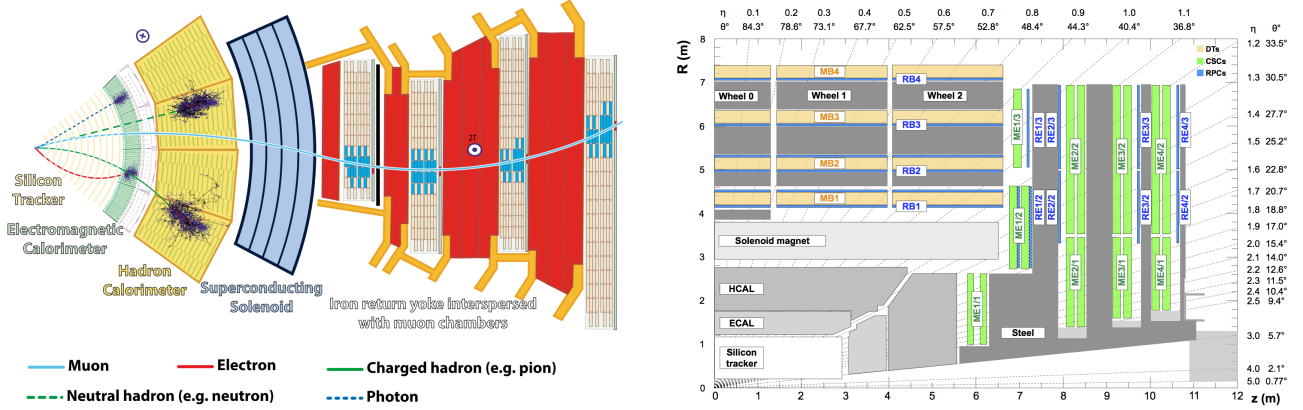 2T
Silicon
Tracker
Electromagnetic
Calorimeter
Hadron
Calorimeter
Superconducting
Solenoid
Iron return yoke interspersed
with muon chambers
Muon
Electron
Charged hadron (e.g. pion)
Neutral hadron (e.g. neutron)
Photon
η 0.1 0.2 0.3 0.4 0.5 0.6 0.7 0.8 0.9 1.0 1.1 η θ°
θ° 84.3° 78.6° 73.1° 67.7° 62.5° 57.5° 52.8° 48.4° 44.3° 40.4° 36.8°
R (m)
8
7
6
5
4
3
2
1
0
1.2 33.5°
1.3 30.5°
1.4 27.7°
1.5 25.2°
1.6 22.8°
1.7 20.7°
1.8 18.8°
1.9 17.0°
2.0 15.4°
2.1 14.0°
2.2 12.6°
2.3 11.5°
2.4 10.4°
2.5 9.4°
3.0 5.7°
4.0 2.1°
5.0 0.77°
DTs
CSCs
RPCs
MB4
RB4
Wheel 0
Wheel 1
Wheel 2
MB3
RB3
MB2
RB2
MB1
RB1
Solenoid magnet
HCAL
ECAL
Silicon
tracker
Steel
ME1/1
ME1/2
ME1/3
RE1/3
RE2/3
RE1/2
RE2/2
ME2/2
ME2/1
ME3/2
ME3/1
RE3/3
RE3/2
ME4/2
ME4/1
RE4/3
RE4/2
0 1 2 3 4 5 6 7 8 9 10 11 12 z (m)